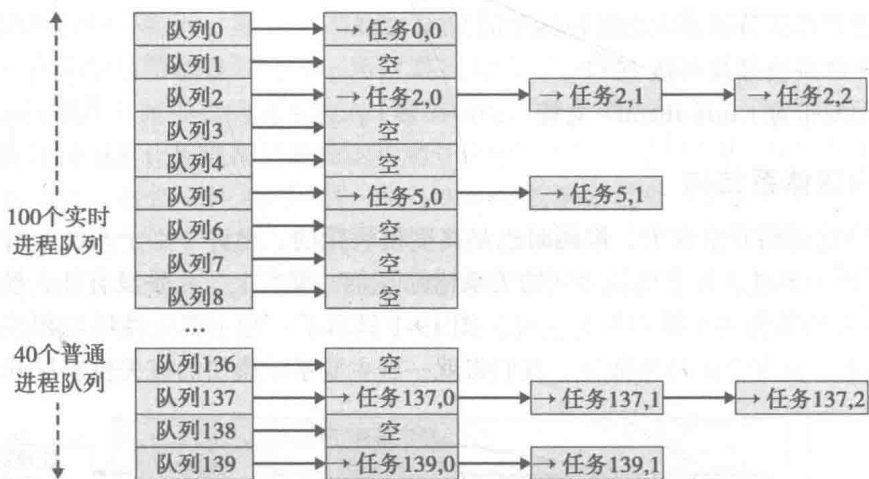 队列0 → 任务0,0
队列1 空
队列2 → 任务2,0 → 任务2,1 → 任务2,2
队列3 空
队列4 空
队列5 → 任务5,0 → 任务5,1
100个实时
进程队列
队列6 空
队列7 空
队列8 空
...
40个普通
进程队列
队列136 空
队列137 → 任务137,0 → 任务137,1 → 任务137,2
队列138 空
队列139 → 任务139,0 → 任务139,1